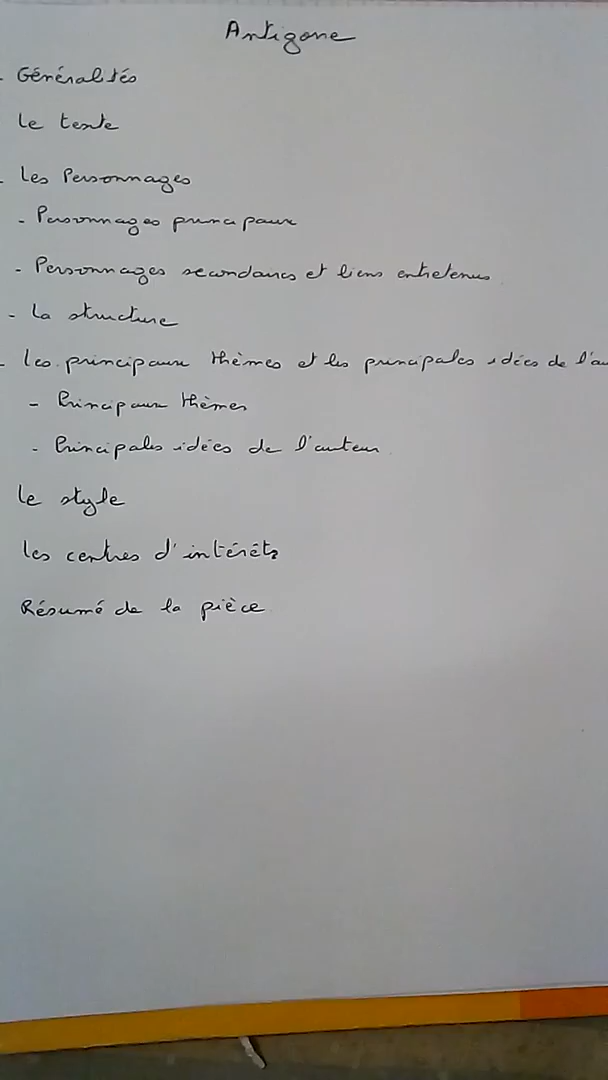 Antigone
- Généralités
Le texte
- Les Personnages
- Personnages principaux
- Personnages secondaires et liens entretenus
- La structure
- Les principaux thèmes et les principales idées de l'au
- Principaux thèmes
- Principales idées de l'auteur.
Le style
Les centres d'intérêts
Résumé de la pièce.